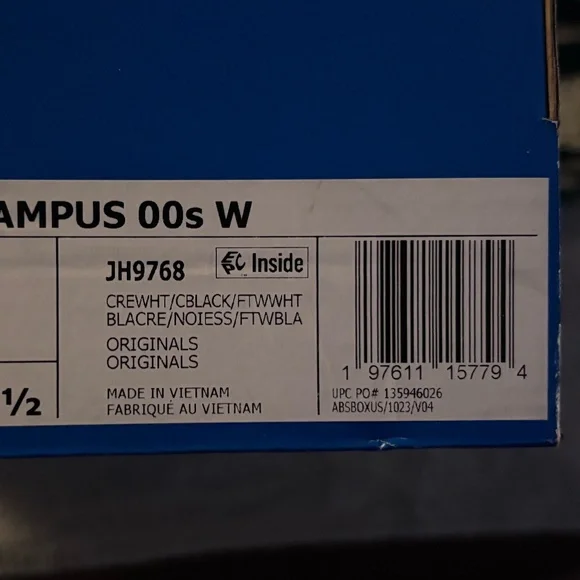 AMPUS 00s W
JH9768
Inside
CREWHT/CBLACK/FTWWHT
BLACRE/NOIESS/FTWBLA
ORIGINALS
ORIGINALS
½
MADE IN VIETNAM
FABRIQUÉ AU VIETNAM
1 97611 15779 4
UPC PO# 135946026
ABSBOXUS/1023/V04